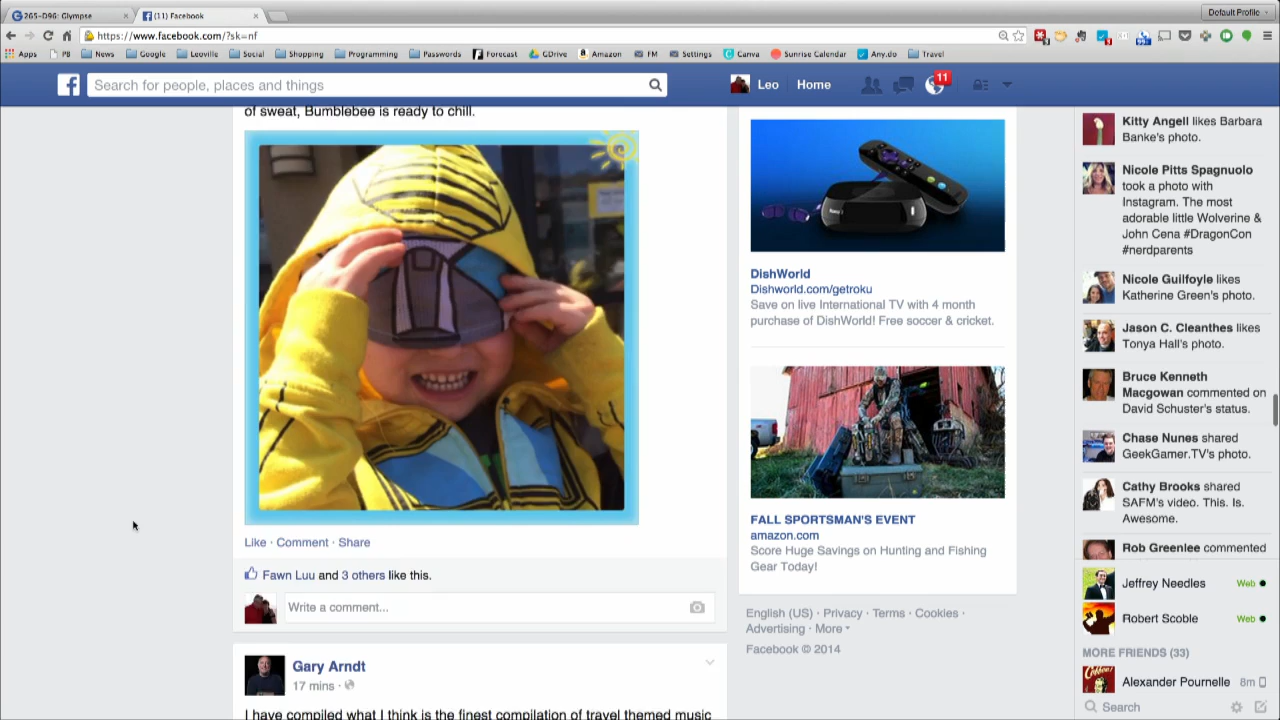 265-D96: Glympse
(11) Facebook
Default Profile
https://www.facebook.com/?sk=nf
Apps PB News Google Leoville Social Shopping Programming Passwords Forecast GDrive Amazon FM Settings Canva Sunrise Calendar Any.do Travel
Search for people, places and things
Leo Home 11
of sweat, Bumblebee is ready to chill.
Like · Comment · Share
Fawn Luu and 3 others like this.
Write a comment...
Gary Arndt
17 mins ·
I have compiled what I think is the finest compilation of travel themed music
DishWorld
Dishworld.com/getroku
Save on live International TV with 4 month
purchase of DishWorld! Free soccer & cricket.
FALL SPORTSMAN'S EVENT
amazon.com
Score Huge Savings on Hunting and Fishing
Gear Today!
English (US) · Privacy · Terms · Cookies ·
Advertising · More
Facebook © 2014
Kitty Angell likes Barbara
Banke's photo.
Nicole Pitts Spagnuolo
took a photo with
Instagram. The most
adorable little Wolverine &
John Cena #DragonCon
#nerdparents
Nicole Guilfoyle likes
Katherine Green's photo.
Jason C. Cleanthes likes
Tonya Hall's photo.
Bruce Kenneth
Macgowan commented on
David Schuster's status.
Chase Nunes shared
GeekGamer.TV's photo.
Cathy Brooks shared
SAFM's video. This. Is.
Awesome.
Rob Greenlee commented
Jeffrey Needles Web
Robert Scoble Web
MORE FRIENDS (33)
Alexander Pournelle 8m
Search